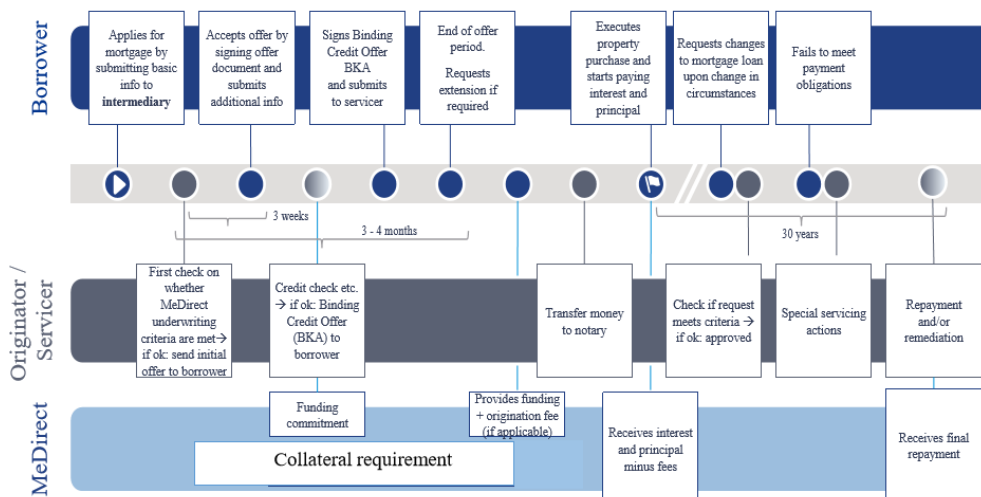 Borrower
Applies for
mortgage by
submitting basic
info to
intermediary
Accepts offer by
signing offer
document and
submits
additional info
Signs Binding
Credit Offer
BKA
and submits
to servicer
End of offer
period.
Requests
extension if
required
Executes
property
purchase and
starts paying
interest and
principal
Requests changes
to mortgage loan
upon change in
circumstances
Fails to meet
payment
obligations
3 weeks
3 - 4 months
30 years
Originator /
Servicer
First check on
whether
MeDirect
underwriting
criteria are met→
if ok: send initial
offer to borrower
Credit check etc.
→ if ok: Binding
Credit Offer
(BKA) to
borrower
Transfer money
to notary
Check if request
meets criteria →
if ok: approved
Special servicing
actions
Repayment
and/or
remediation
MeDirect
Funding
commitment
Provides funding
+ origination fee
(if applicable)
Receives interest
and principal
minus fees
Receives final
repayment
Collateral requirement